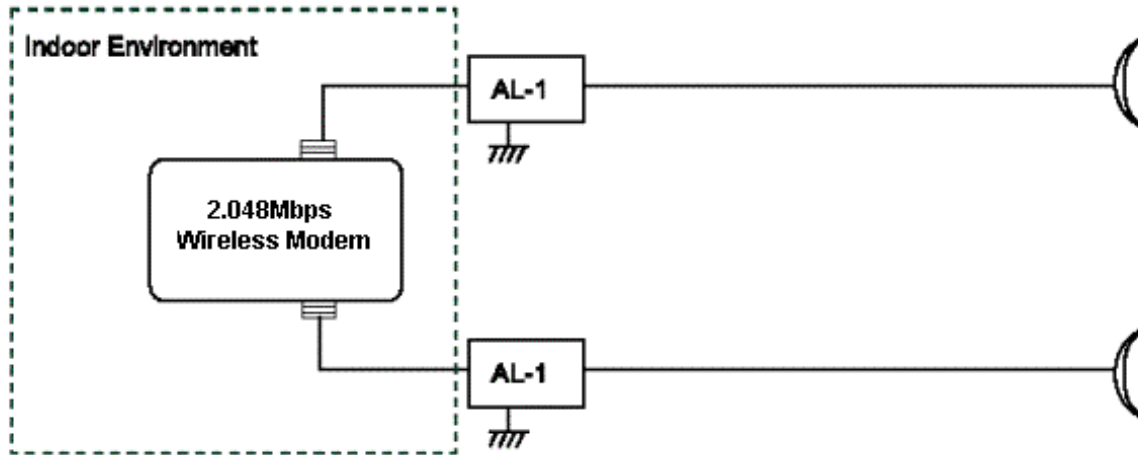 Indoor Environment
AL-1
2.048Mbps
Wireless Modem
AL-1